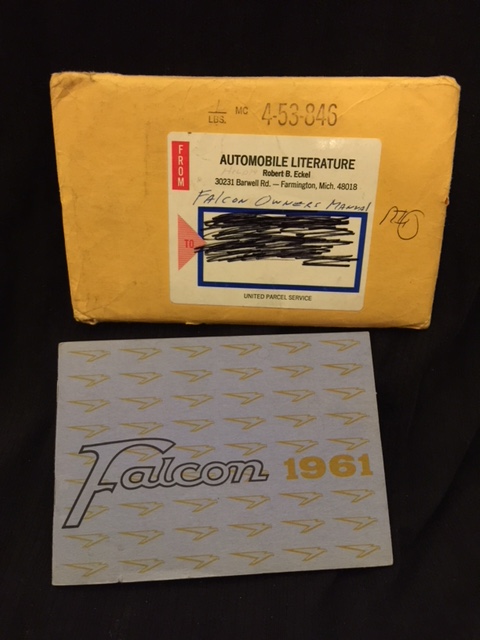 1
LBS. MC 4-53-846
FROM
AUTOMOBILE LITERATURE
Robert B. Eckel
30231 Barwell Rd. — Farmington, Mich. 48018
FALCON OWNERS MANUAL
TO
UNITED PARCEL SERVICE
Falcon 1961